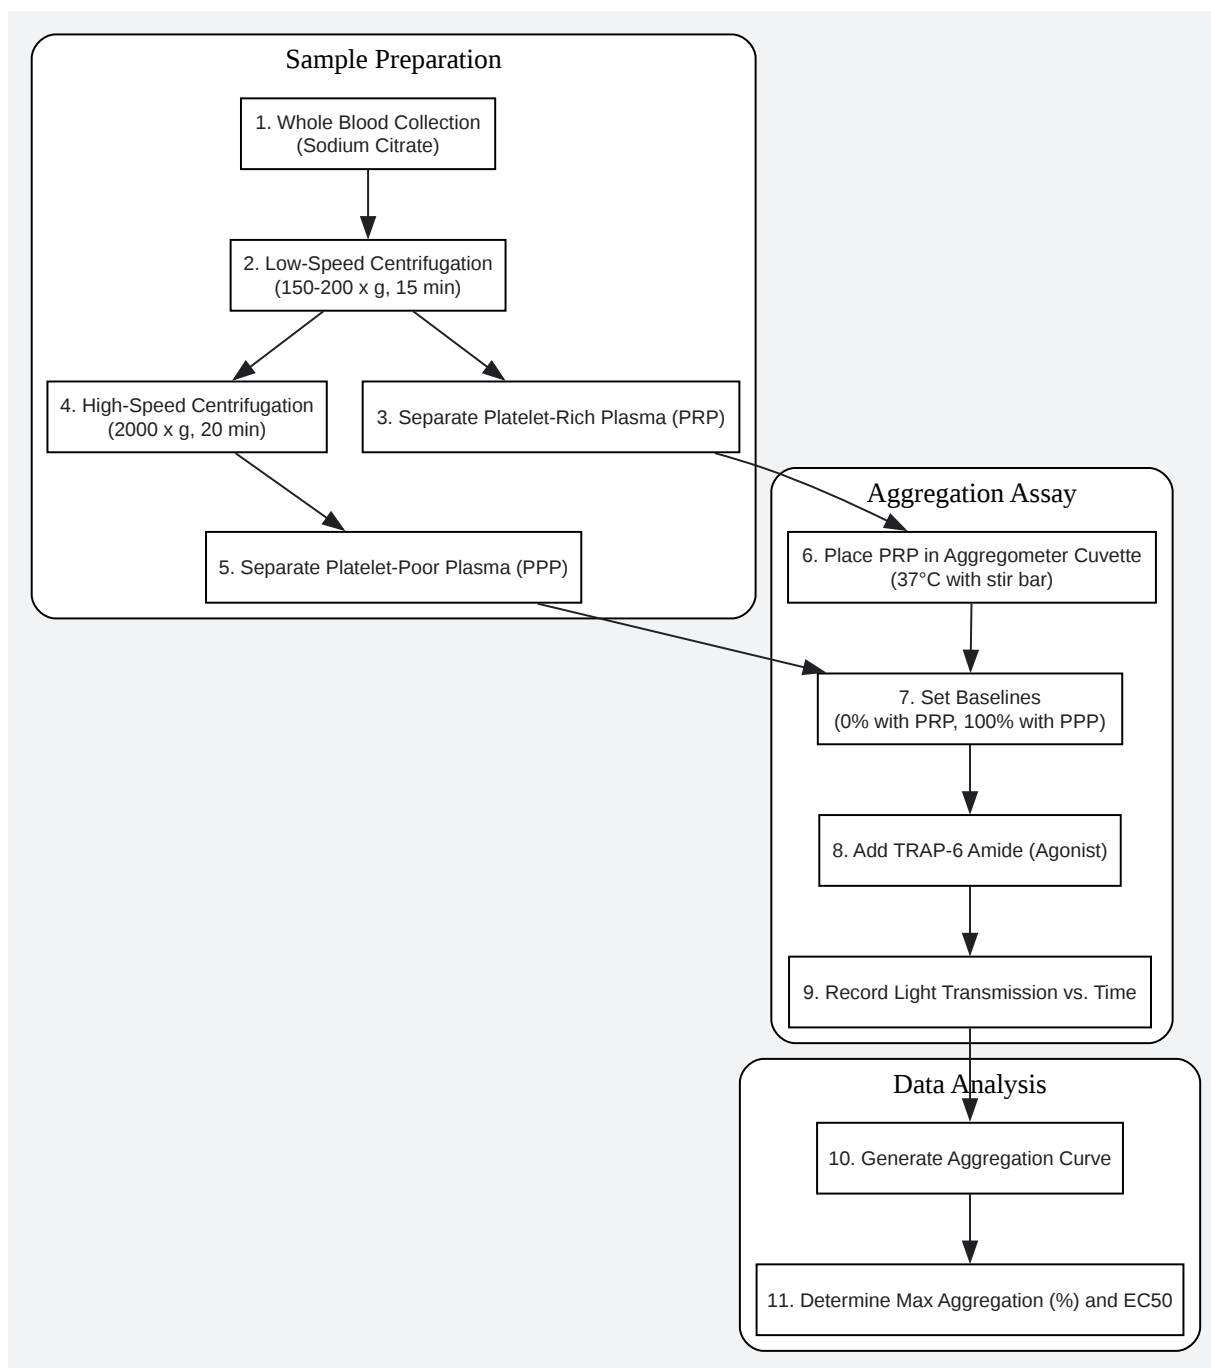 Sample Preparation
1. Whole Blood Collection
(Sodium Citrate)
2. Low-Speed Centrifugation
(150-200 x g, 15 min)
4. High-Speed Centrifugation
(2000 x g, 20 min)
3. Separate Platelet-Rich Plasma (PRP)
5. Separate Platelet-Poor Plasma (PPP)
Aggregation Assay
6. Place PRP in Aggregometer Cuvette
(37°C with stir bar)
7. Set Baselines
(0% with PRP, 100% with PPP)
8. Add TRAP-6 Amide (Agonist)
9. Record Light Transmission vs. Time
Data Analysis
10. Generate Aggregation Curve
11. Determine Max Aggregation (%) and EC50